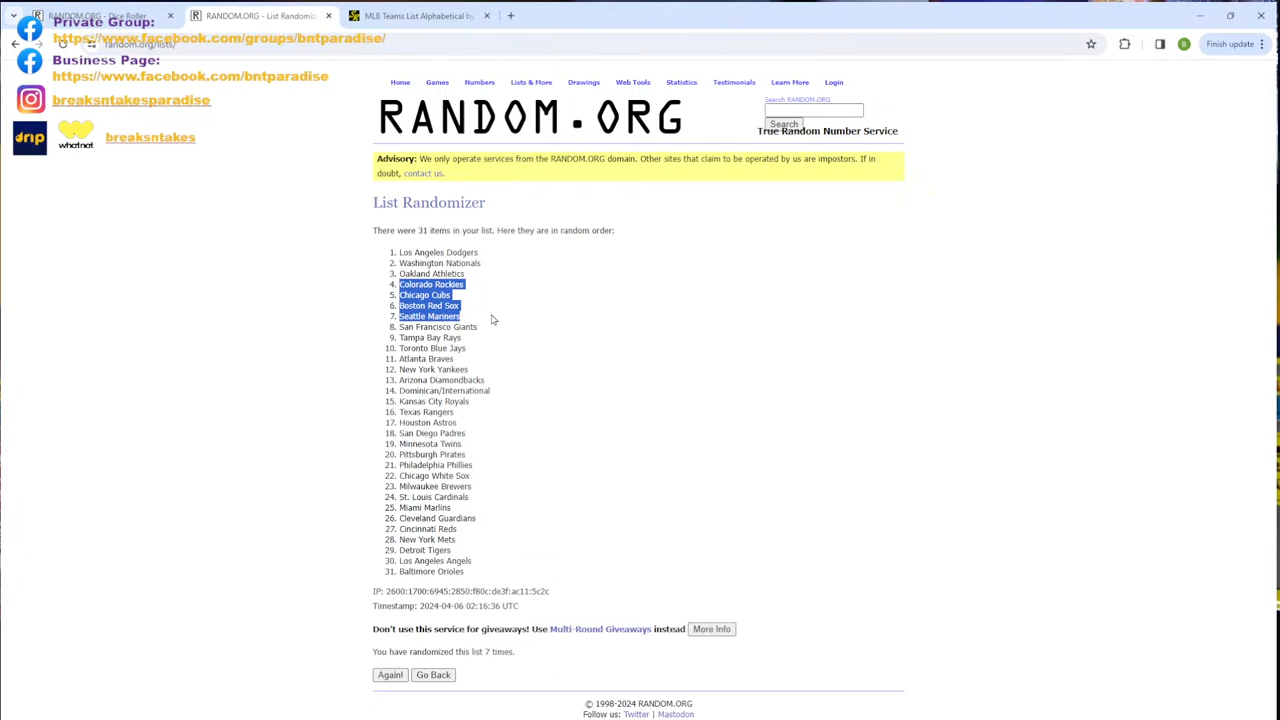 RANDOM.ORG - Dice Roller
RANDOM.ORG - List Randomiz
MLB Teams List Alphabetical by
Private Group:
https://www.facebook.com/groups/bntparadise/
random.org/lists/
Finish update
Business Page:
https://www.facebook.com/bntparadise
breaksntakesparadise
drip
whatnot
breaksntakes
Home Games Numbers Lists & More Drawings Web Tools Statistics Testimonials Learn More Login
RANDOM.ORG
Search RANDOM.ORG
Search
True Random Number Service
Advisory: We only operate services from the RANDOM.ORG domain. Other sites that claim to be operated by us are impostors. If in
doubt, contact us.
List Randomizer
There were 31 items in your list. Here they are in random order:
1. Los Angeles Dodgers
2. Washington Nationals
3. Oakland Athletics
4. Colorado Rockies
5. Chicago Cubs
6. Boston Red Sox
7. Seattle Mariners
8. San Francisco Giants
9. Tampa Bay Rays
10. Toronto Blue Jays
11. Atlanta Braves
12. New York Yankees
13. Arizona Diamondbacks
14. Dominican/International
15. Kansas City Royals
16. Texas Rangers
17. Houston Astros
18. San Diego Padres
19. Minnesota Twins
20. Pittsburgh Pirates
21. Philadelphia Phillies
22. Chicago White Sox
23. Milwaukee Brewers
24. St. Louis Cardinals
25. Miami Marlins
26. Cleveland Guardians
27. Cincinnati Reds
28. New York Mets
29. Detroit Tigers
30. Los Angeles Angels
31. Baltimore Orioles
IP: 2600:1700:6945:2850:f80c:de3f:ac11:5c2c
Timestamp: 2024-04-06 02:16:36 UTC
Don't use this service for giveaways! Use Multi-Round Giveaways instead More Info
You have randomized this list 7 times.
Again! Go Back
© 1998-2024 RANDOM.ORG
Follow us: Twitter | Mastodon